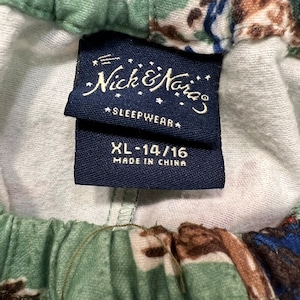 Nick & Nora®
★SLEEPWEAR★
XL-14/16
MADE IN CHINA